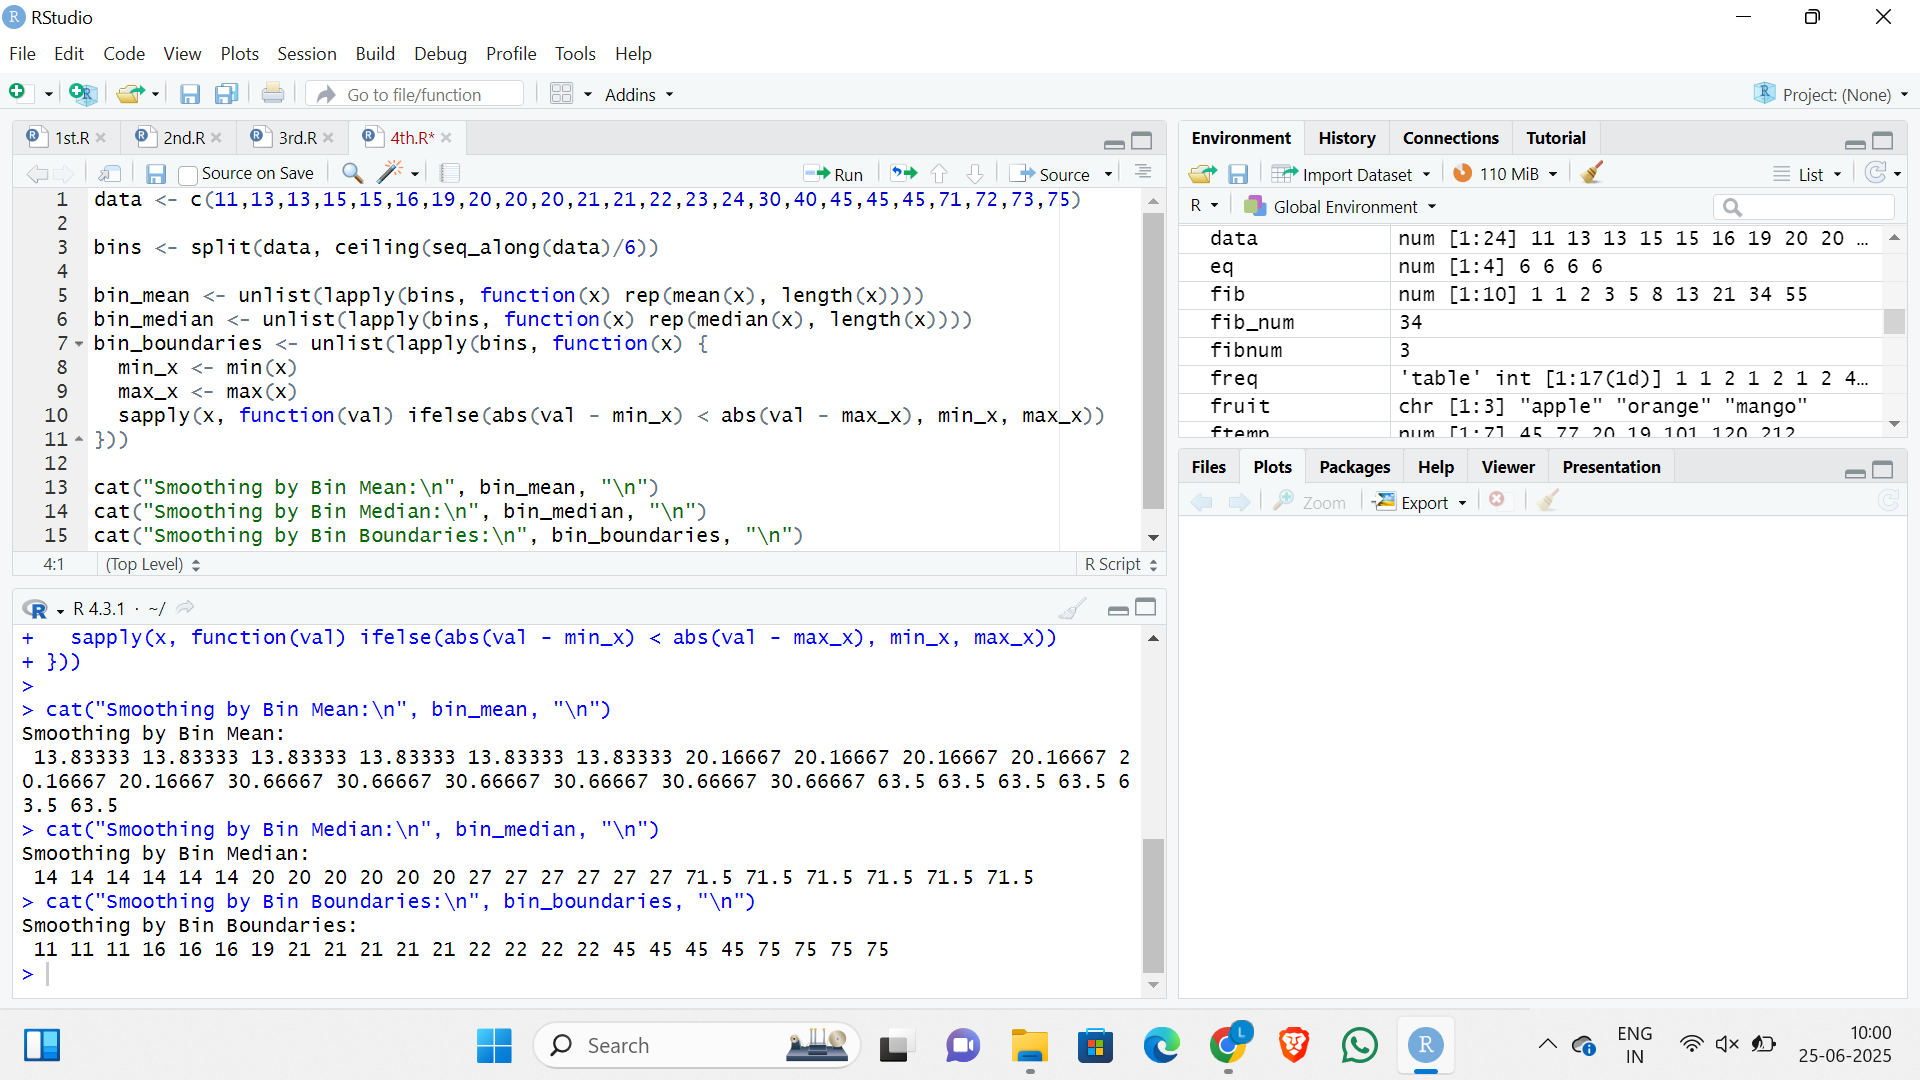 RStudio
File Edit Code View Plots Session Build Debug Profile Tools Help
Go to file/function Addins Project: (None)
1st.R 2nd.R 3rd.R 4th.R*
Source on Save Run Source
1 data <- c(11,13,13,15,15,16,19,20,20,20,21,21,22,23,24,30,40,45,45,45,71,72,73,75)
2
3 bins <- split(data, ceiling(seq_along(data)/6))
4
5 bin_mean <- unlist(lapply(bins, function(x) rep(mean(x), length(x))))
6 bin_median <- unlist(lapply(bins, function(x) rep(median(x), length(x))))
7 bin_boundaries <- unlist(lapply(bins, function(x) {
8 min_x <- min(x)
9 max_x <- max(x)
10 sapply(x, function(val) ifelse(abs(val - min_x) < abs(val - max_x), min_x, max_x))
11 }))
12
13 cat("Smoothing by Bin Mean:\n", bin_mean, "\n")
14 cat("Smoothing by Bin Median:\n", bin_median, "\n")
15 cat("Smoothing by Bin Boundaries:\n", bin_boundaries, "\n")
4:1 (Top Level) R Script
R 4.3.1 · ~/
+ sapply(x, function(val) ifelse(abs(val - min_x) < abs(val - max_x), min_x, max_x))
+ }))
>
> cat("Smoothing by Bin Mean:\n", bin_mean, "\n")
Smoothing by Bin Mean:
13.83333 13.83333 13.83333 13.83333 13.83333 13.83333 20.16667 20.16667 20.16667 20.16667 2
0.16667 20.16667 30.66667 30.66667 30.66667 30.66667 30.66667 30.66667 63.5 63.5 63.5 63.5 6
3.5 63.5
> cat("Smoothing by Bin Median:\n", bin_median, "\n")
Smoothing by Bin Median:
14 14 14 14 14 14 20 20 20 20 20 20 27 27 27 27 27 27 71.5 71.5 71.5 71.5 71.5 71.5
> cat("Smoothing by Bin Boundaries:\n", bin_boundaries, "\n")
Smoothing by Bin Boundaries:
11 11 11 16 16 16 19 21 21 21 21 21 22 22 22 22 45 45 45 45 75 75 75 75
>
Environment History Connections Tutorial
Import Dataset 110 MiB List
R Global Environment
data num [1:24] 11 13 13 15 15 16 19 20 20 …
eq num [1:4] 6 6 6 6
fib num [1:10] 1 1 2 3 5 8 13 21 34 55
fib_num 34
fibnum 3
freq 'table' int [1:17(1d)] 1 1 2 1 2 1 2 4…
fruit chr [1:3] "apple" "orange" "mango"
ftemp num [1:7] 45 77 20 19 101 120 212
Files Plots Packages Help Viewer Presentation
Zoom Export
Search
ENG
IN
10:00
25-06-2025